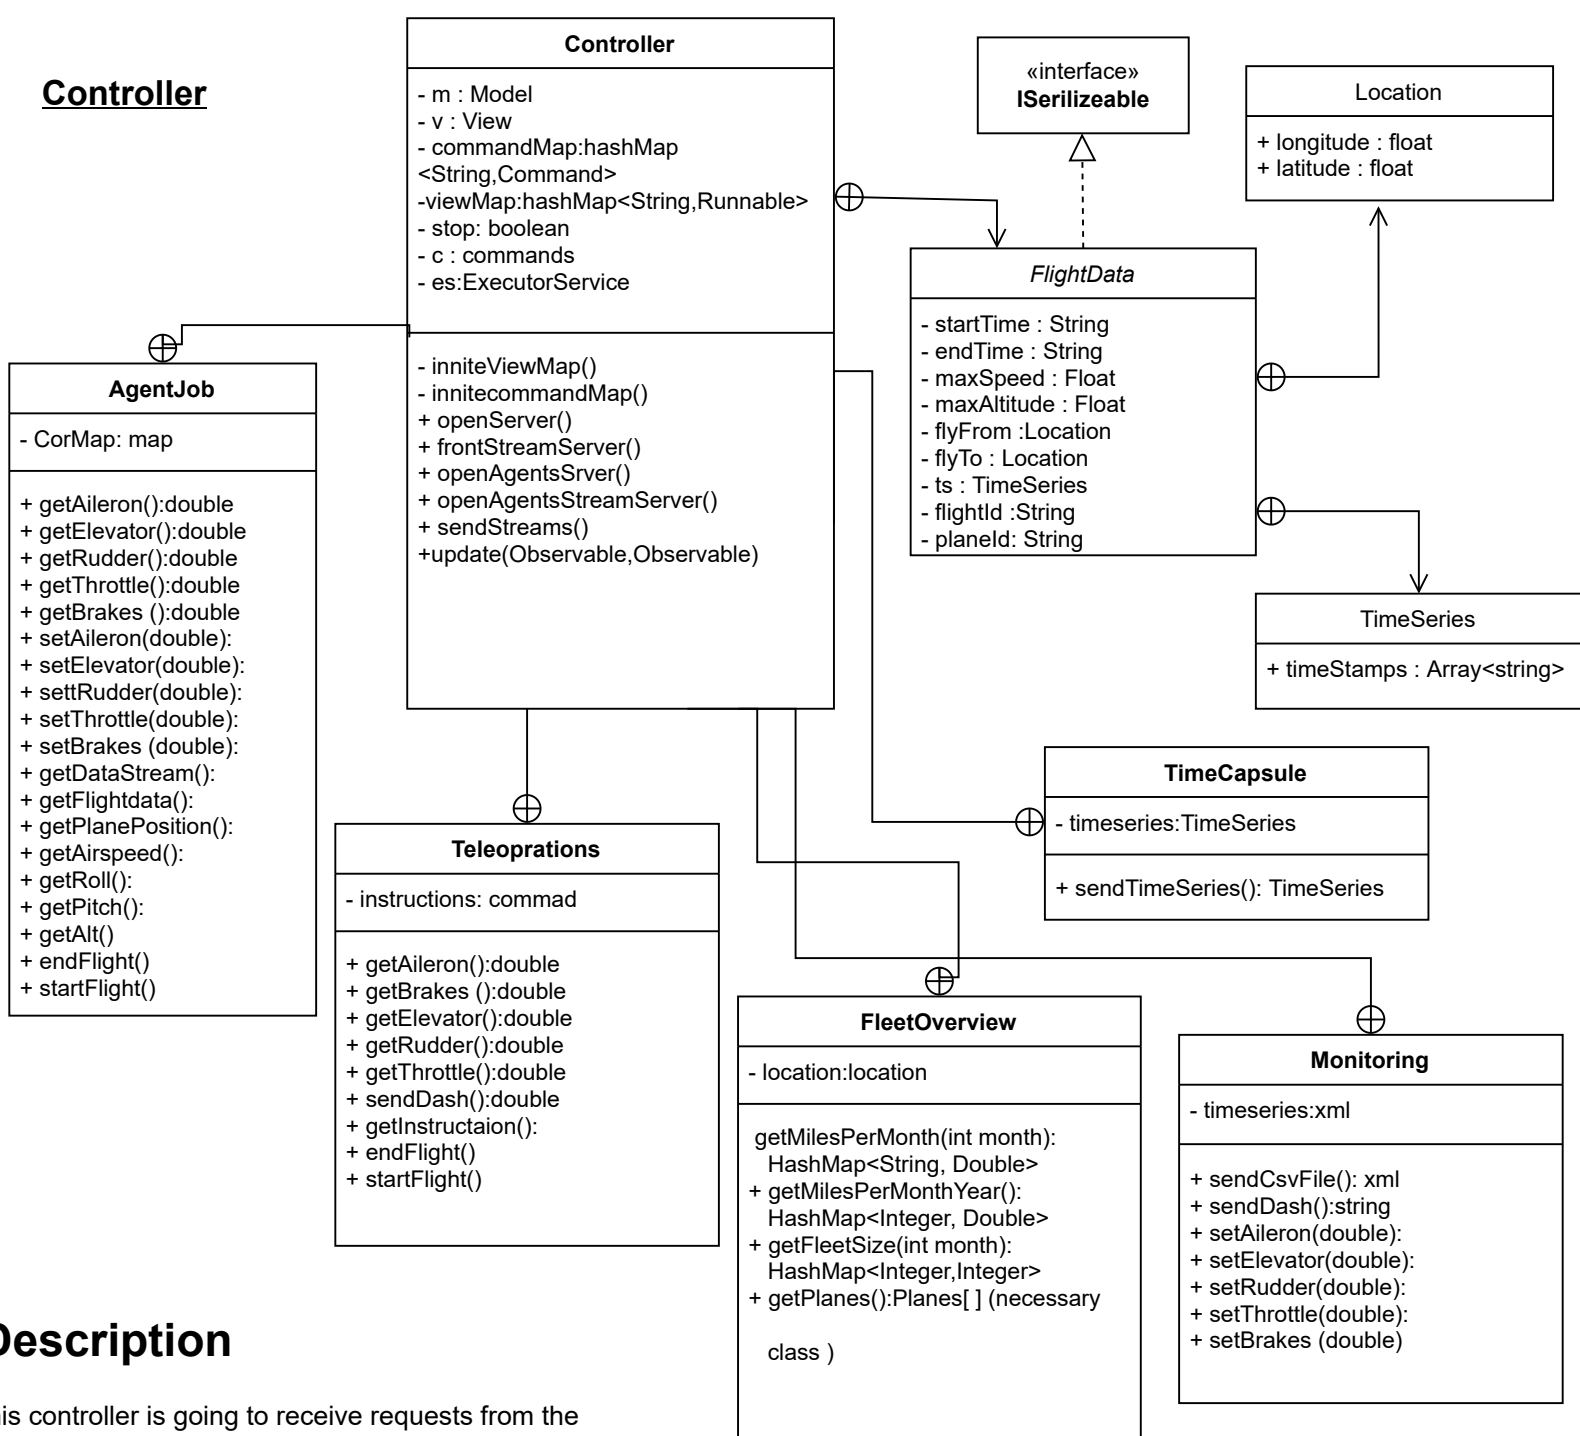 Controller
Controller
- m : Model
- v : View
- commandMap:hashMap
<String,Command>
-viewMap:hashMap<String,Runnable>
- stop: boolean
- c : commands
- es:ExecutorService
- inniteViewMap()
- innitecommandMap()
+ openServer()
+ frontStreamServer()
+ openAgentsSrver()
+ openAgentsStreamServer()
+ sendStreams()
+update(Observable,Observable)
«interface»
ISerilizeable
Location
+ longitude : float
+ latitude : float
FlightData
- startTime : String
- endTime : String
- maxSpeed : Float
- maxAltitude : Float
- flyFrom :Location
- flyTo : Location
- ts : TimeSeries
- flightId :String
- planeId: String
TimeSeries
+ timeStamps : Array<string>
AgentJob
- CorMap: map
+ getAileron():double
+ getElevator():double
+ getRudder():double
+ getThrottle():double
+ getBrakes ():double
+ setAileron(double):
+ setElevator(double):
+ settRudder(double):
+ setThrottle(double):
+ setBrakes (double):
+ getDataStream():
+ getFlightdata():
+ getPlanePosition():
+ getAirspeed():
+ getRoll():
+ getPitch():
+ getAlt()
+ endFlight()
+ startFlight()
TimeCapsule
- timeseries:TimeSeries
+ sendTimeSeries(): TimeSeries
Teleoprations
- instructions: commad
+ getAileron():double
+ getBrakes ():double
+ getElevator():double
+ getRudder():double
+ getThrottle():double
+ sendDash():double
+ getInstructaion():
+ endFlight()
+ startFlight()
FleetOverview
- location:location
getMilesPerMonth(int month):
HashMap<String, Double>
+ getMilesPerMonthYear():
HashMap<Integer, Double>
+ getFleetSize(int month):
HashMap<Integer,Integer>
+ getPlanes():Planes[ ] (necessary
class )
Monitoring
- timeseries:xml
+ sendCsvFile(): xml
+ sendDash():string
+ setAileron(double):
+ setElevator(double):
+ setRudder(double):
+ setThrottle(double):
+ setBrakes (double)
Description
is controller is going to receive requests from the